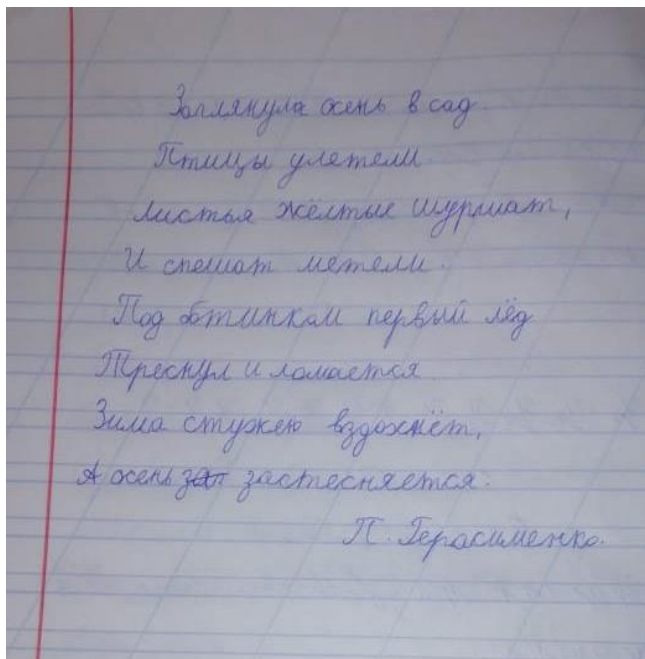 Заглянула осень в сад.
Птицы улетели.
Листья жёлтые шуршат,
И спешат метели.
Под ботинком первый лёд
Треснул и ломается.
Зима стужею вздохнёт,
А осень застесняется.
П. Герасименко.